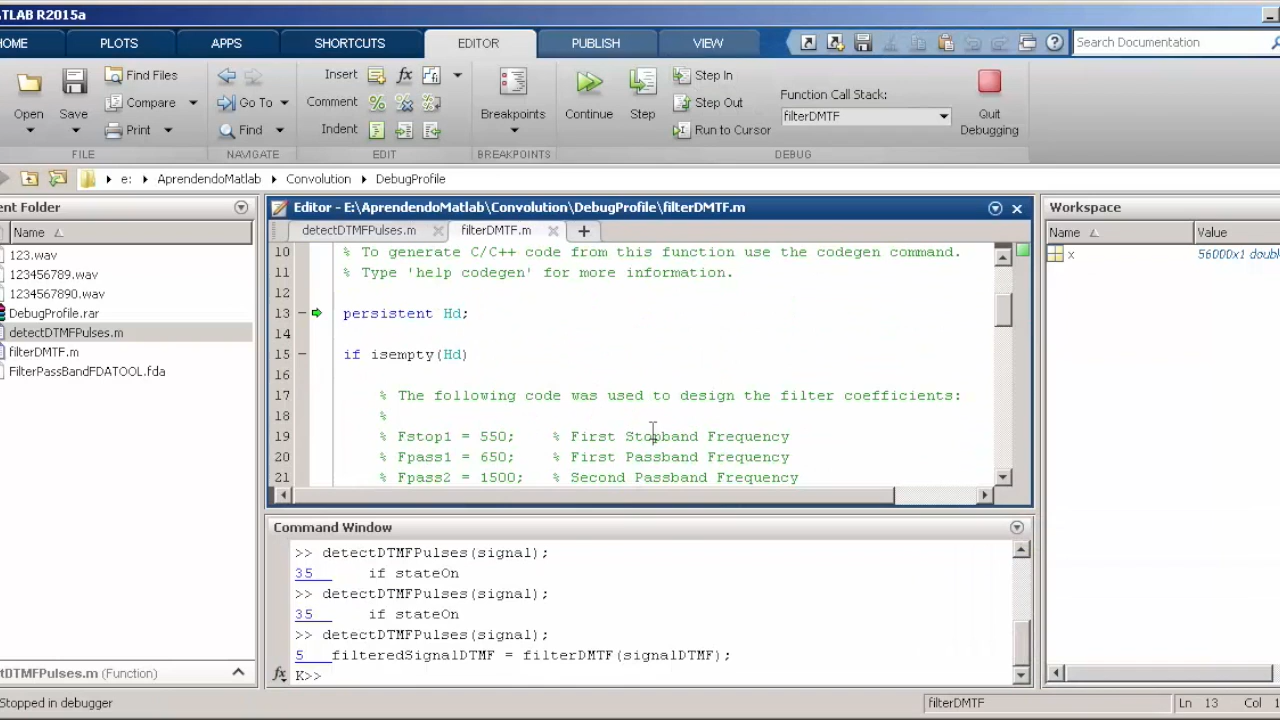 ATLAB R2015a
HOME PLOTS APPS SHORTCUTS EDITOR PUBLISH VIEW Search Documentation
Open Save Find Files Compare Print
FILE
Go To Find
NAVIGATE
Insert fx
Comment
Indent
EDIT
Breakpoints
BREAKPOINTS
Continue Step Step In Step Out Run to Cursor
Function Call Stack:
filterDMTF
Quit Debugging
DEBUG
e: AprendendoMatlab Convolution DebugProfile
ent Folder
Name
123.wav
123456789.wav
1234567890.wav
DebugProfile.rar
detectDTMFPulses.m
filterDMTF.m
FilterPassBandFDATOOL.fda
ctDTMFPulses.m (Function)
Editor - E:\AprendendoMatlab\Convolution\DebugProfile\filterDMTF.m
detectDTMFPulses.m filterDMTF.m
10 % To generate C/C++ code from this function use the codegen command.
11 % Type 'help codegen' for more information.
12
13 persistent Hd;
14
15 if isempty(Hd)
16
17 % The following code was used to design the filter coefficients:
18 %
19 % Fstop1 = 550; % First Stopband Frequency
20 % Fpass1 = 650; % First Passband Frequency
21 % Fpass2 = 1500; % Second Passband Frequency
Command Window
>> detectDTMFPulses(signal);
35 if stateOn
>> detectDTMFPulses(signal);
35 if stateOn
>> detectDTMFPulses(signal);
5 filteredSignalDTMF = filterDMTF(signalDTMF);
fx K>>
Workspace
Name Value
x 56000x1 doubl
Stopped in debugger filterDMTF Ln 13 Col 1